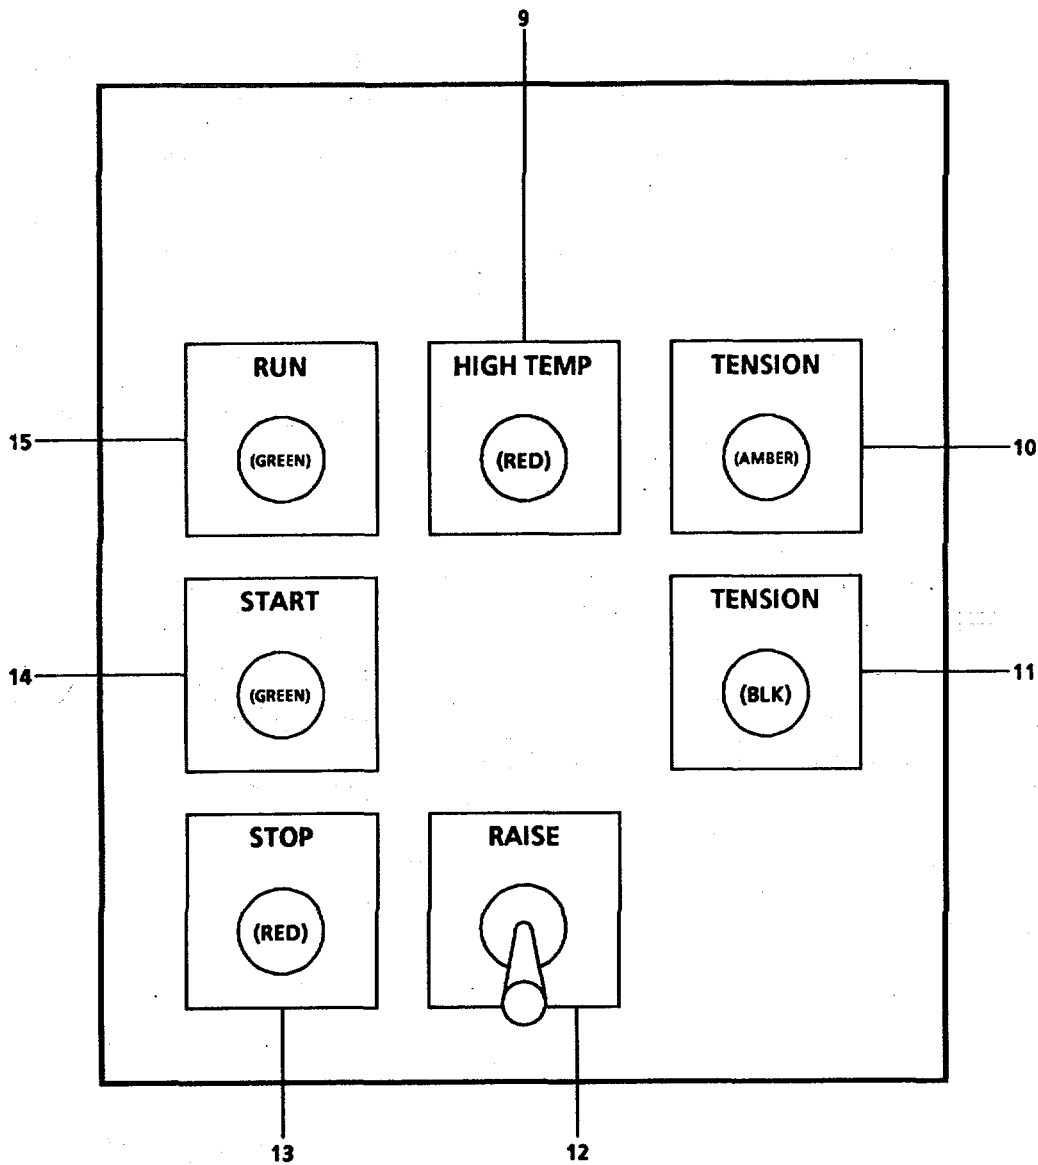 9
RUN
HIGH TEMP
TENSION
15
(GREEN)
(RED)
(AMBER)
10
START
TENSION
14
(GREEN)
(BLK)
11
STOP
RAISE
(RED)
13
12